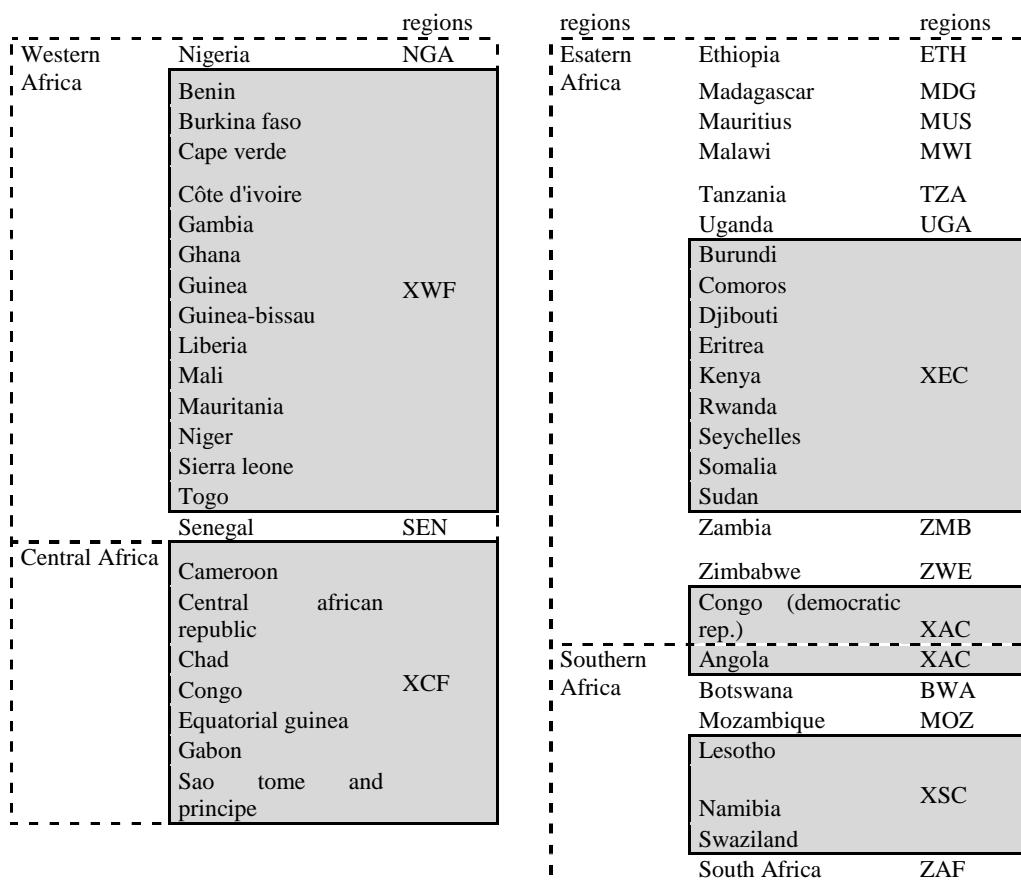 regions
Western Africa Nigeria NGA
Benin
Burkina faso
Cape verde
Côte d'ivoire
Gambia
Ghana
Guinea XWF
Guinea-bissau
Liberia
Mali
Mauritania
Niger
Sierra leone
Togo
Senegal SEN
Central Africa
Cameroon
Central african
republic
Chad
Congo XCF
Equatorial guinea
Gabon
Sao tome and
principe
regions regions
Esatern Africa Ethiopia ETH
Madagascar MDG
Mauritius MUS
Malawi MWI
Tanzania TZA
Uganda UGA
Burundi
Comoros
Djibouti
Eritrea
Kenya XEC
Rwanda
Seychelles
Somalia
Sudan
Zambia ZMB
Zimbabwe ZWE
Congo (democratic
rep.) XAC
Southern Africa Angola XAC
Botswana BWA
Mozambique MOZ
Lesotho
XSC
Namibia
Swaziland
South Africa ZAF